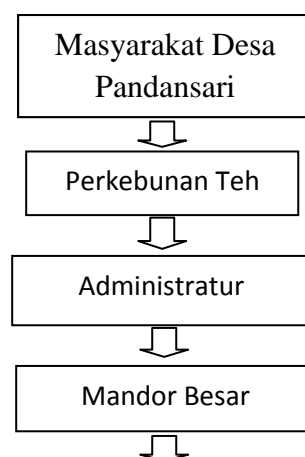 Masyarakat Desa
Pandansari
Perkebunan Teh
Administratur
Mandor Besar